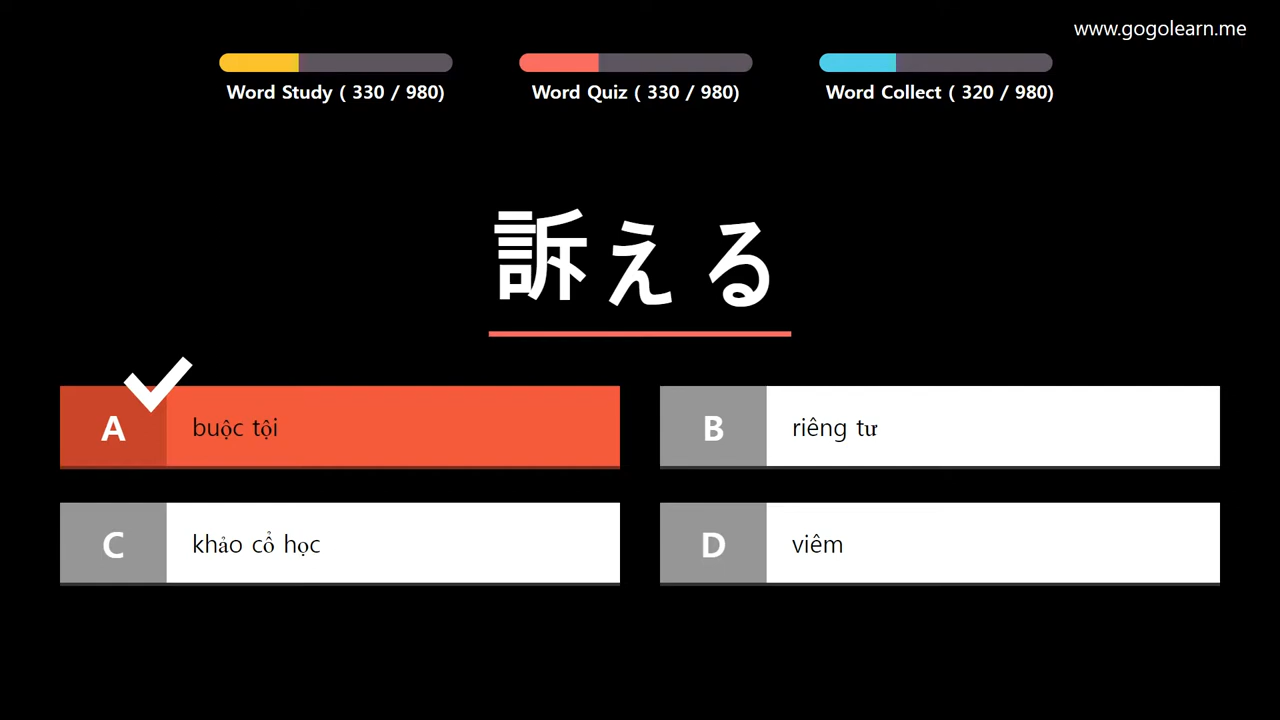 www.gogolearn.me
Word Study ( 330 / 980)
Word Quiz ( 330 / 980)
Word Collect ( 320 / 980)
訴える
A buộc tội
B riêng tư
C khảo cổ học
D viêm